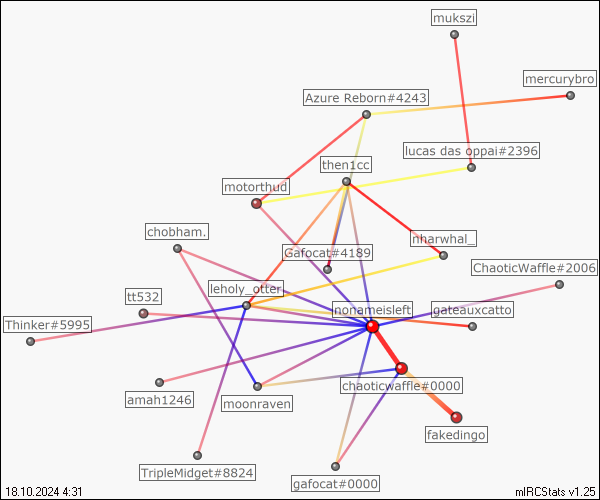 mukszi
mercurybro
Azure Reborn#4243
lucas das oppai#2396
then1cc
motorthud
chobham.
nharwhal_
Gafocat#4189
ChaoticWaffle#2006
leholy_otter
tt532
nonameisleft
gateauxcatto
Thinker#5995
chaoticwaffle#0000
amah1246
moonraven
fakedingo
TripleMidget#8824
gafocat#0000
18.10.2024 4:31
mIRCStats v1.25